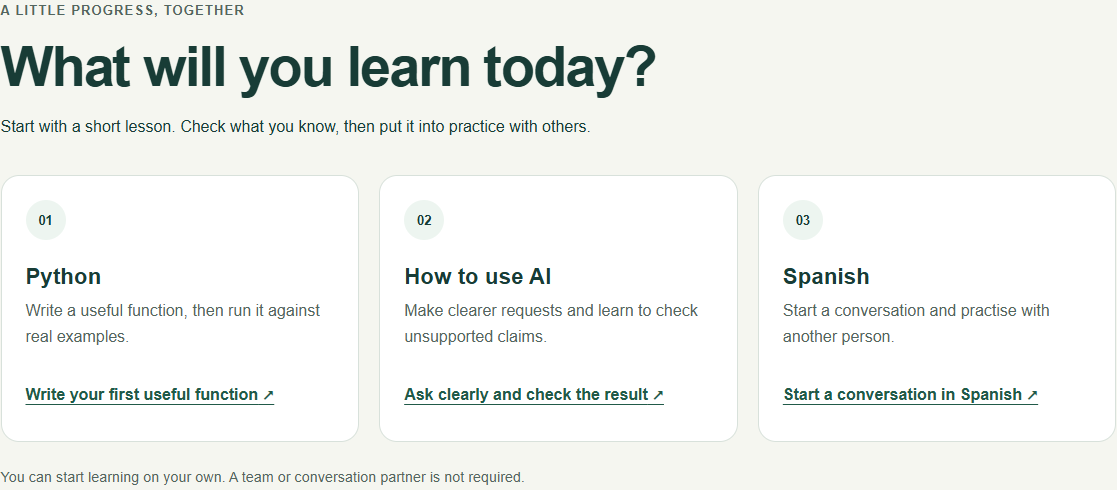 A LITTLE PROGRESS, TOGETHER
What will you learn today?
Start with a short lesson. Check what you know, then put it into practice with others.
01
Python
Write a useful function, then run it against
real examples.
Write your first useful function ↗
02
How to use AI
Make clearer requests and learn to check
unsupported claims.
Ask clearly and check the result ↗
03
Spanish
Start a conversation and practise with
another person.
Start a conversation in Spanish ↗
You can start learning on your own. A team or conversation partner is not required.